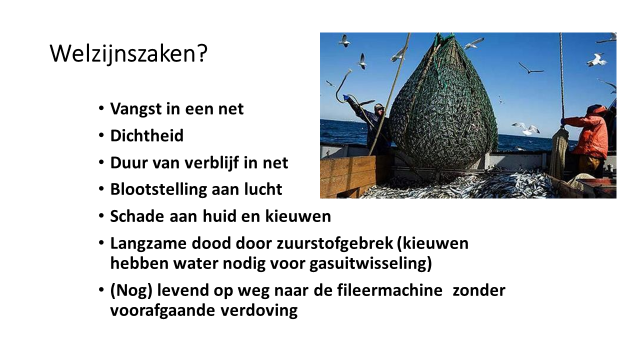 Welzijnszaken?
• Vangst in een net
• Dichtheid
• Duur van verblijf in net
• Blootstelling aan lucht
• Schade aan huid en kieuwen
• Langzame dood door zuurstofgebrek (kieuwen
hebben water nodig voor gasuitwisseling)
• (Nog) levend op weg naar de fileermachine  zonder
voorafgaande verdoving